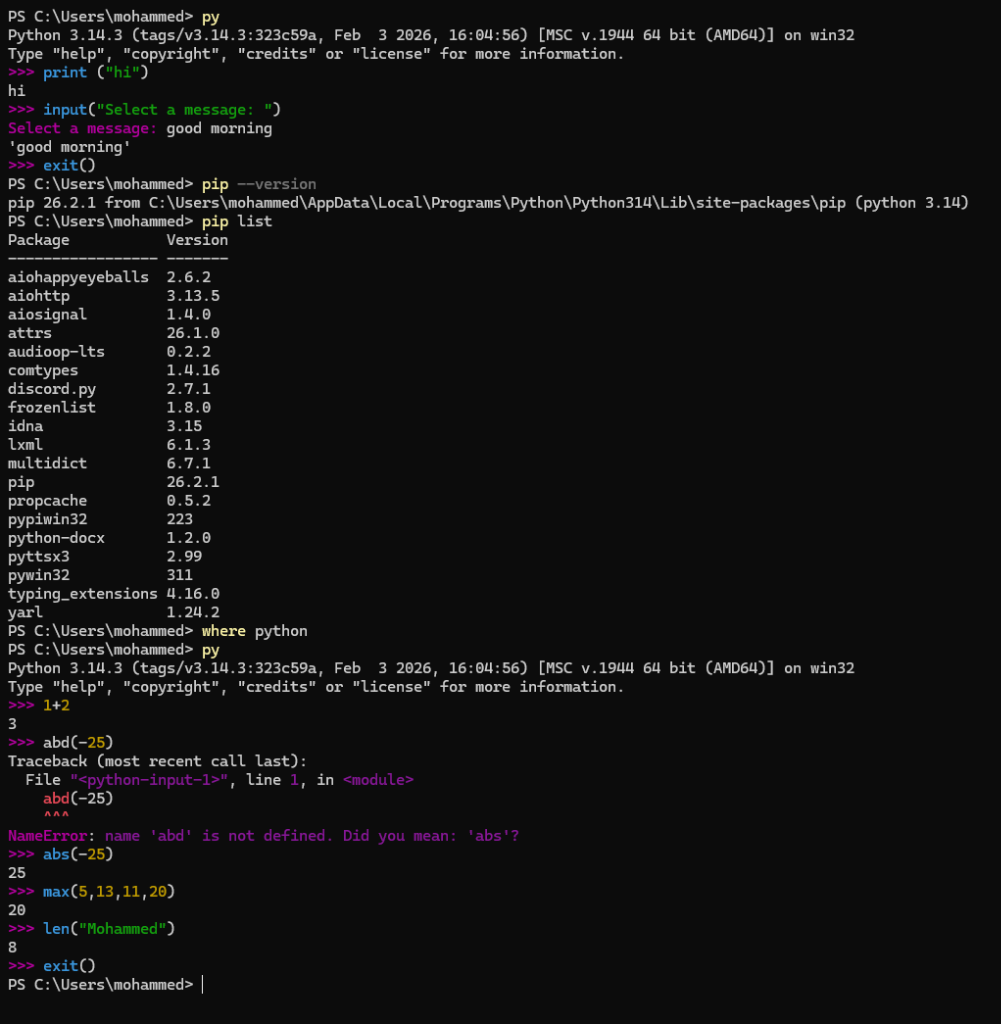 PS C:\Users\mohammed> py
Python 3.14.3 (tags/v3.14.3:323c59a, Feb  3 2026, 16:04:56) [MSC v.1944 64 bit (AMD64)] on win32
Type "help", "copyright", "credits" or "license" for more information.
>>> print ("hi")
hi
>>> input("Select a message: ")
Select a message: good morning
'good morning'
>>> exit()
PS C:\Users\mohammed> pip --version
pip 26.2.1 from C:\Users\mohammed\AppData\Local\Programs\Python\Python314\Lib\site-packages\pip (python 3.14)
PS C:\Users\mohammed> pip list
Package           Version
----------------- -------
aiohappyeyeballs  2.6.2
aiohttp           3.13.5
aiosignal         1.4.0
attrs             26.1.0
audioop-lts       0.2.2
comtypes          1.4.16
discord.py        2.7.1
frozenlist        1.8.0
idna              3.15
lxml              6.1.3
multidict         6.7.1
pip               26.2.1
propcache         0.5.2
pypiwin32         223
python-docx       1.2.0
pyttsx3           2.99
pywin32           311
typing_extensions 4.16.0
yarl              1.24.2
PS C:\Users\mohammed> where python
PS C:\Users\mohammed> py
Python 3.14.3 (tags/v3.14.3:323c59a, Feb  3 2026, 16:04:56) [MSC v.1944 64 bit (AMD64)] on win32
Type "help", "copyright", "credits" or "license" for more information.
>>> 1+2
3
>>> abd(-25)
Traceback (most recent call last):
  File "<python-input-1>", line 1, in <module>
    abd(-25)
    ^^^
NameError: name 'abd' is not defined. Did you mean: 'abs'?
>>> abs(-25)
25
>>> max(5,13,11,20)
20
>>> len("Mohammed")
8
>>> exit()
PS C:\Users\mohammed>